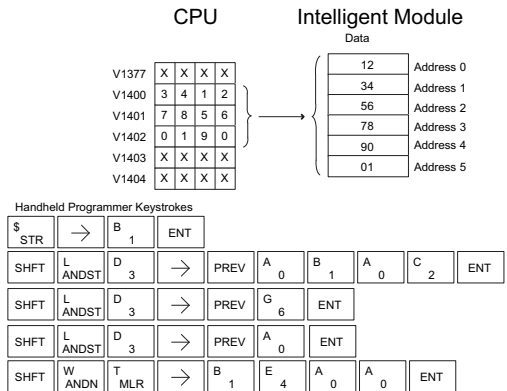 CPU Intelligent Module
Data
12 Address 0
V1377 X X X X
34 Address 1
V1400 3 4 1 2
56 Address 2
V1401 7 8 5 6
78 Address 3
V1402 0 1 9 0
90 Address 4
V1403 X X X X
01 Address 5
V1404 X X X X
Handheld Programmer Keystrokes
$ STR → B 1 ENT
SHFT L ANDST D 3 → PREV A 0 B 1 A 0 C 2 ENT
SHFT L ANDST D 3 → PREV G 6 ENT
SHFT L ANDST D 3 → PREV A 0 ENT
SHFT W ANDN T MLR → B 1 E 4 A 0 A 0 ENT